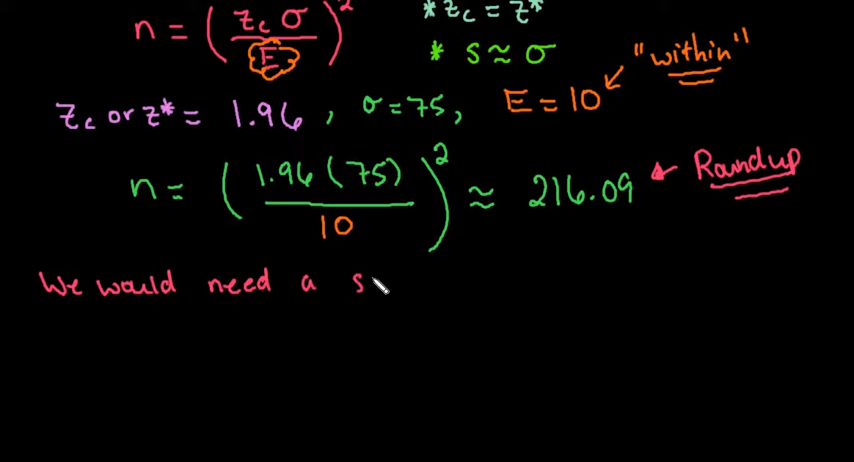 n = (z_c σ / E)²
* z_c = z*
* s ≈ σ
"within"
z_c or z* = 1.96, σ = 75, E = 10
n = (1.96(75) / 10)² ≈ 216.09
Roundup
We would need a s